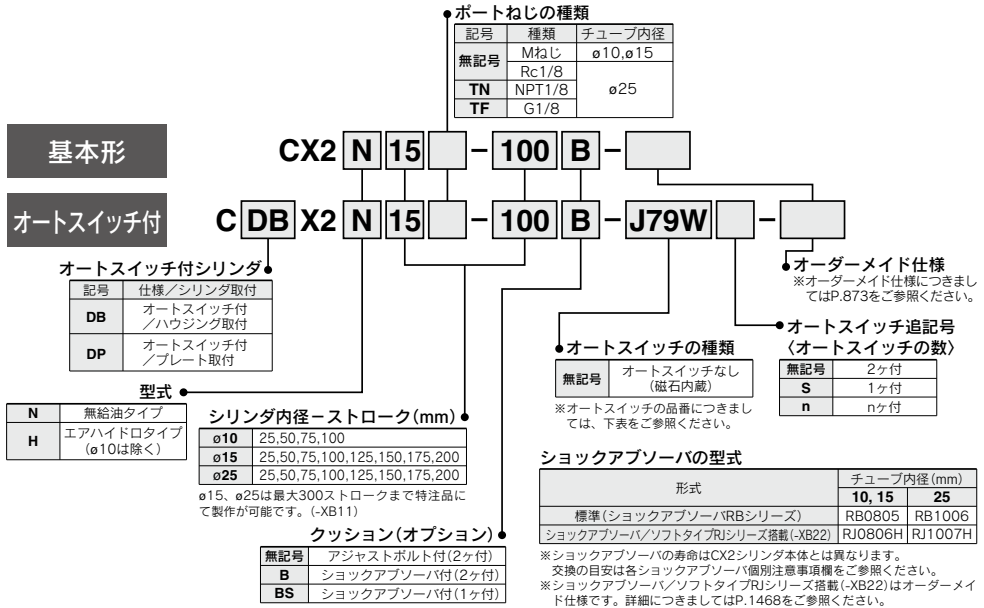 ポートねじの種類
記号 種類 チューブ内径
無記号 Mねじ ø10,ø15
Rc1/8 ø25
TN NPT1/8
TF G1/8
基本形 CX2 N 15 － 100 B －
オートスイッチ付 C DB X2 N 15 － 100 B － J79W －
オートスイッチ付シリンダ
記号 仕様／シリンダ取付
DB オートスイッチ付
／ハウジング取付
DP オートスイッチ付
／プレート取付
型式
N 無給油タイプ
H エアハイドロタイプ
（ø10は除く）
シリンダ内径－ストローク（mm）
ø10 25,50,75,100
ø15 25,50,75,100,125,150,175,200
ø25 25,50,75,100,125,150,175,200
ø15、ø25は最大300ストロークまで特注品に
て製作が可能です。（-XB11）
クッション（オプション）
無記号 アジャストボルト付（2ヶ付）
B ショックアブソーバ付（2ヶ付）
BS ショックアブソーバ付（1ヶ付）
オートスイッチの種類
無記号 オートスイッチなし
（磁石内蔵）
※オートスイッチの品番につきまし
ては、下表をご参照ください。
オーダーメイド仕様
※オーダーメイド仕様につきまし
てはP.873をご参照ください。
オートスイッチ追記号
〈オートスイッチの数〉
無記号 2ヶ付
S 1ヶ付
n nヶ付
ショックアブソーバの型式
形式 チューブ内径（mm）
10, 15 25
標準（ショックアブソーバRBシリーズ） RB0805 RB1006
ショックアブソーバ／ソフトタイプRJシリーズ搭載（-XB22） RJ0806H RJ1007H
※ショックアブソーバの寿命はCX2シリンダ本体とは異なります。
交換の目安は各ショックアブソーバ個別注意事項欄をご参照ください。
※ショックアブソーバ／ソフトタイプRJシリーズ搭載（-XB22）はオーダーメイ
ド仕様です。詳細につきましてはP.1468をご参照ください。